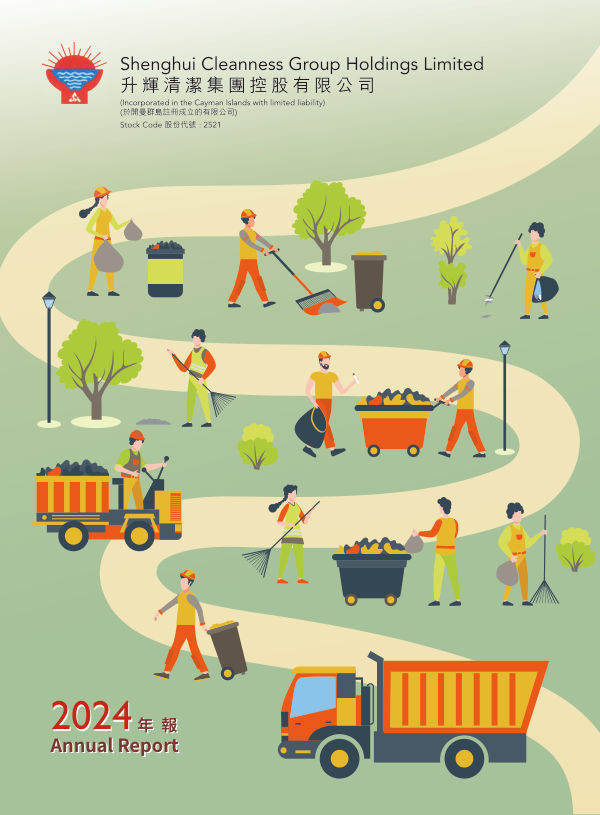 Shenghui Cleanness Group Holdings Limited
升輝清潔集團控股有限公司
(Incorporated in the Cayman Islands with limited liability)
(於開曼群島註冊成立的有限公司)
Stock Code 股份代號 : 2521
2024 年報
Annual Report